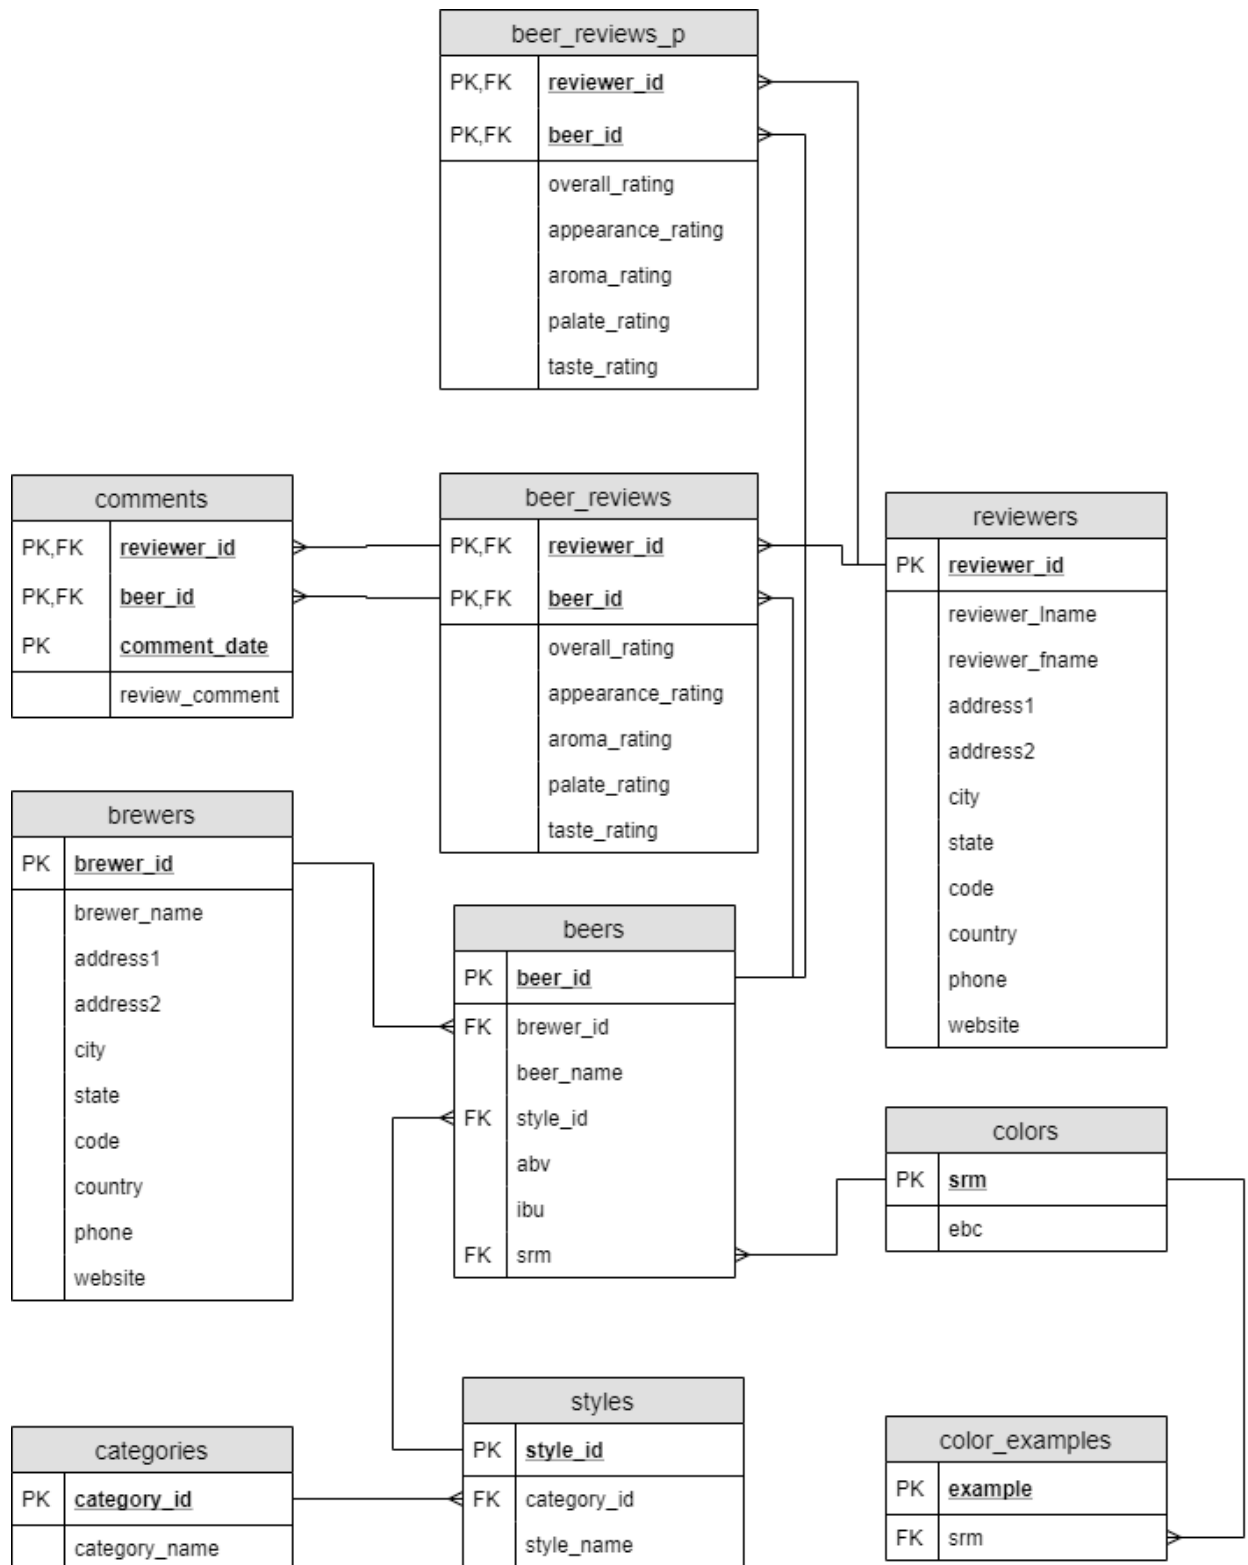 beer_reviews_p
PK,FK reviewer_id
PK,FK beer_id
overall_rating
appearance_rating
aroma_rating
palate_rating
taste_rating
comments
PK,FK reviewer_id
PK,FK beer_id
PK comment_date
review_comment
beer_reviews
PK,FK reviewer_id
PK,FK beer_id
overall_rating
appearance_rating
aroma_rating
palate_rating
taste_rating
reviewers
PK reviewer_id
reviewer_lname
reviewer_fname
address1
address2
city
state
code
country
phone
website
brewers
PK brewer_id
brewer_name
address1
address2
city
state
code
country
phone
website
beers
PK beer_id
FK brewer_id
beer_name
FK style_id
abv
ibu
FK srm
colors
PK srm
ebc
categories
PK category_id
category_name
styles
PK style_id
FK category_id
style_name
color_examples
PK example
FK srm